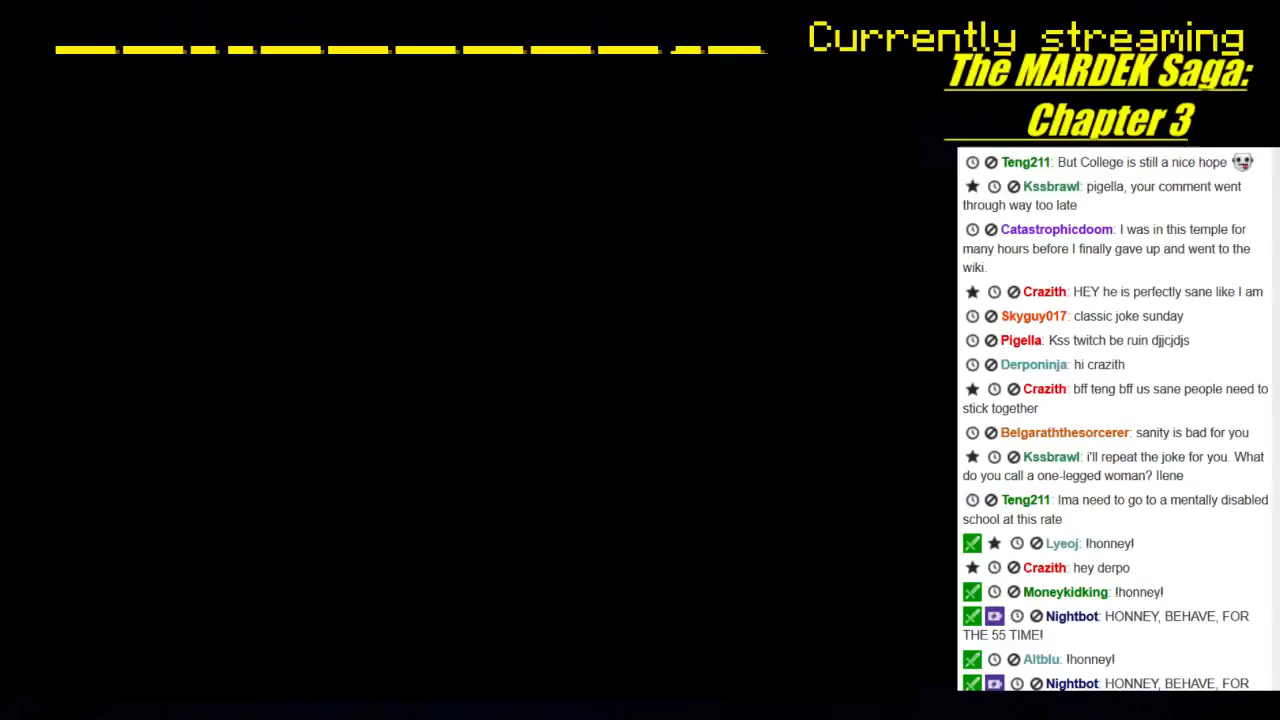 Currently streaming
The MARDEK Saga:
Chapter 3
Teng211: But College is still a nice hope
Kssbrawl: pigella, your comment went
through way too late
Catastrophicdoom: I was in this temple for
many hours before I finally gave up and went to the
wiki.
Crazith: HEY he is perfectly sane like I am
Skyguy017: classic joke sunday
Pigella: Kss twitch be ruin djjcjdjs
Derponinja: hi crazith
Crazith: bff teng bff us sane people need to
stick together
Belgaraththesorcerer: sanity is bad for you
Kssbrawl: i'll repeat the joke for you. What
do you call a one-legged woman? Ilene
Teng211: Ima need to go to a mentally disabled
school at this rate
Lyeoj: !honney!
Crazith: hey derpo
Moneykidking: !honney!
Nightbot: HONNEY, BEHAVE, FOR
THE 55 TIME!
Altblu: !honney!
Nightbot: HONNEY, BEHAVE, FOR